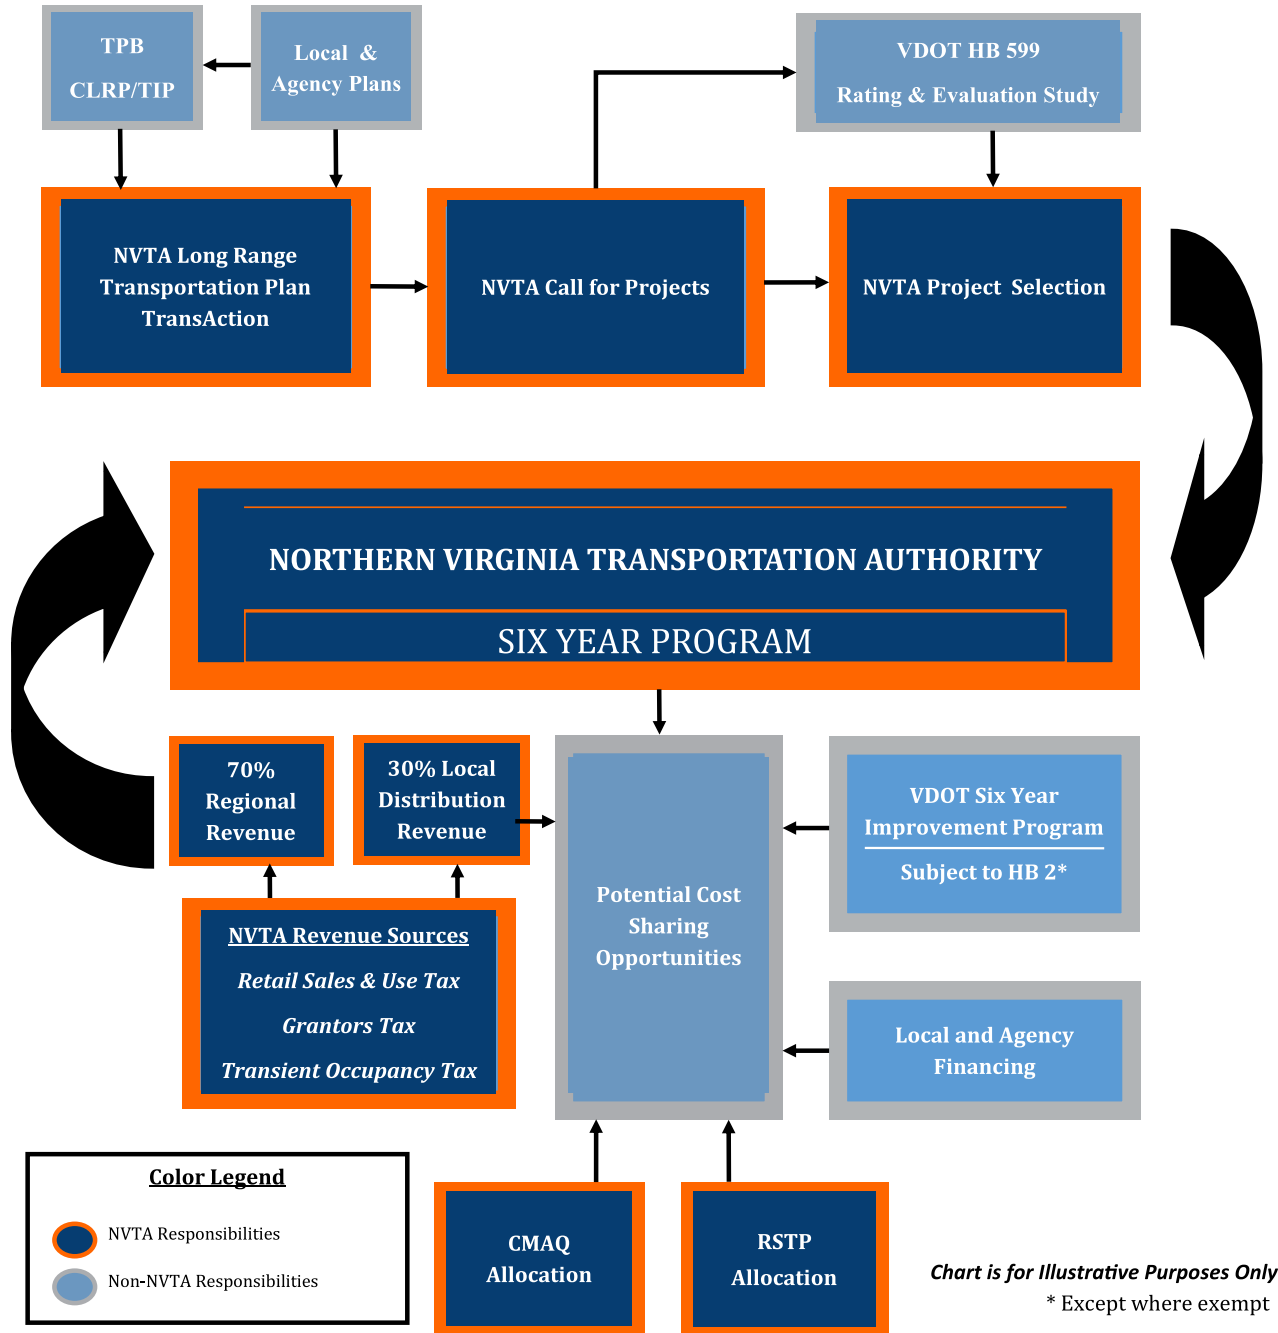 TPB
CLRP/TIP
Local & 
Agency Plans
VDOT HB 599
Rating & Evaluation Study
NVTA Long Range
Transportation Plan
TransAction
NVTA Call for Projects
NVTA Project Selection
NORTHERN VIRGINIA TRANSPORTATION AUTHORITY
SIX YEAR PROGRAM
70%
Regional
Revenue
30% Local
Distribution
Revenue
NVTA Revenue Sources
Retail Sales & Use Tax
Grantors Tax
Transient Occupancy Tax
Potential Cost
Sharing
Opportunities
VDOT Six Year
Improvement Program
Subject to HB 2*
Local and Agency
Financing
Color Legend
NVTA Responsibilities
Non-NVTA Responsibilities
CMAQ
Allocation
RSTP
Allocation
Chart is for Illustrative Purposes Only
* Except where exempt